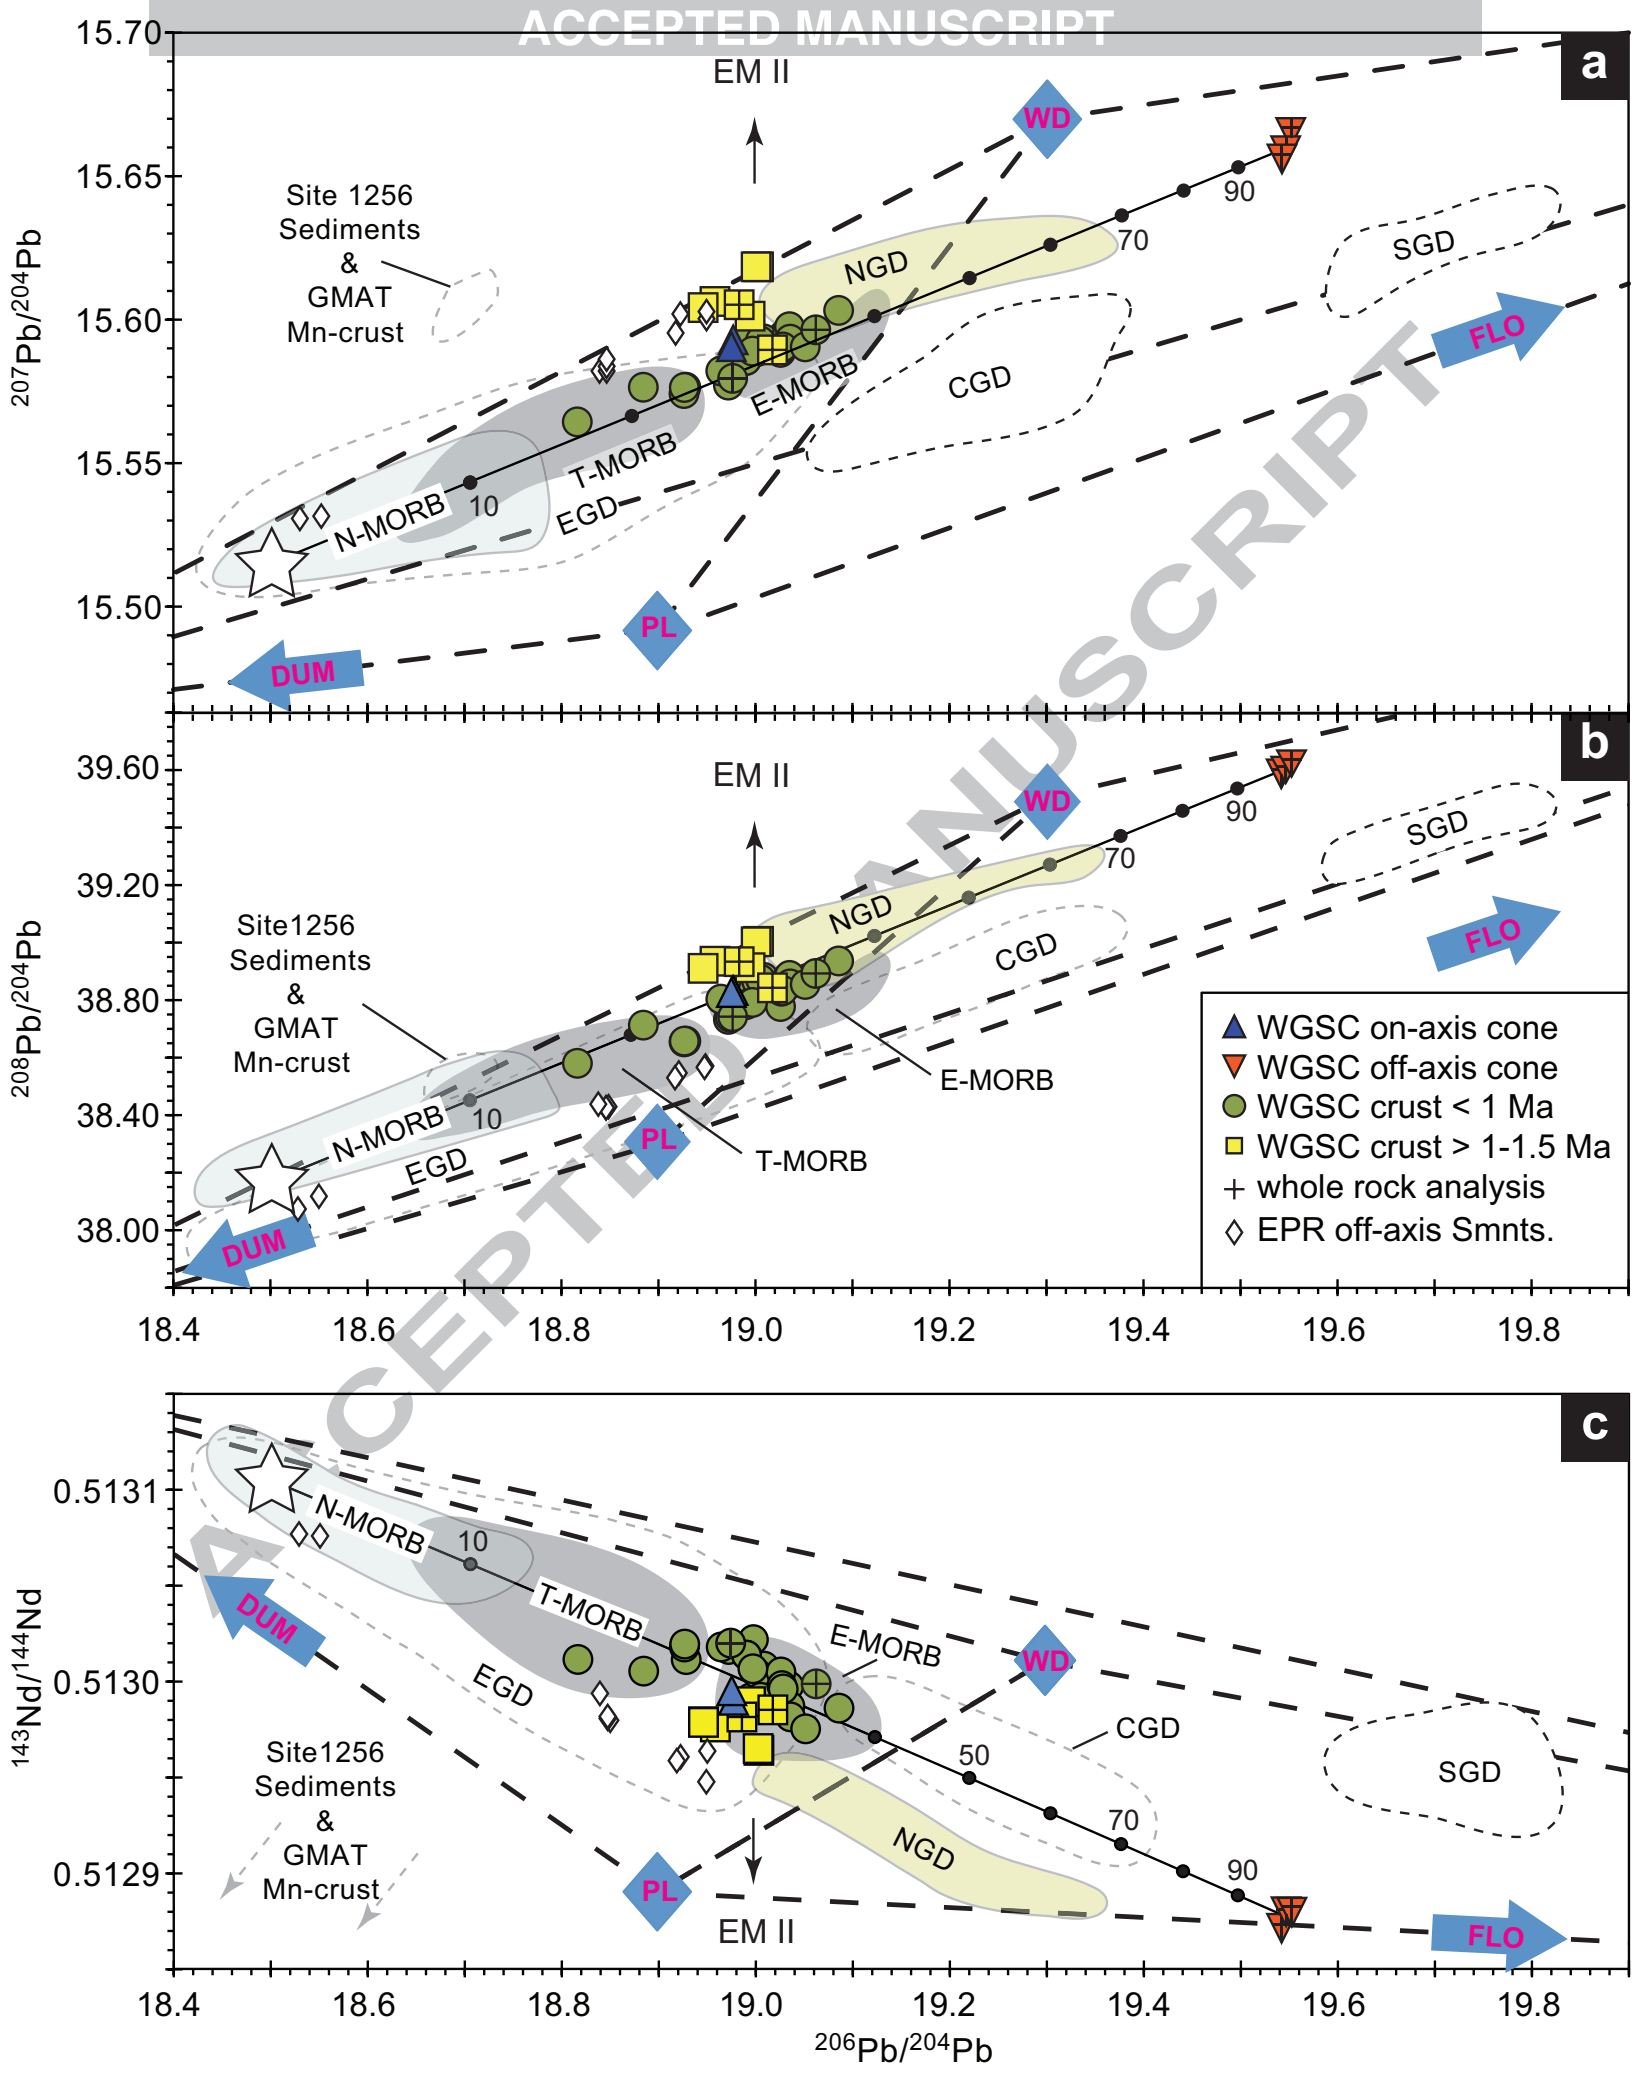 ACCEPTED MANUSCRIPT
a
15.70
15.65
15.60
15.55
15.50
207Pb/204Pb
EM II
WD
Site 1256
Sediments
&
GMAT
Mn-crust
90
70
NGD
SGD
FLO
CGD
E-MORB
T-MORB
EGD
N-MORB
10
PL
DUM
b
39.60
39.20
38.80
38.40
38.00
208Pb/204Pb
EM II
WD
90
70
SGD
NGD
CGD
FLO
Site1256
Sediments
&
GMAT
Mn-crust
E-MORB
T-MORB
N-MORB
10
EGD
PL
DUM
WGSC on-axis cone
WGSC off-axis cone
WGSC crust < 1 Ma
WGSC crust > 1-1.5 Ma
whole rock analysis
EPR off-axis Smnts.
18.4 18.6 18.8 19.0 19.2 19.4 19.6 19.8
c
0.5131
0.5130
0.5129
143Nd/144Nd
N-MORB
10
T-MORB
E-MORB
WD
DUM
EGD
CGD
50
70
90
SGD
NGD
Site1256
Sediments
&
GMAT
Mn-crust
PL
EM II
FLO
18.4 18.6 18.8 19.0 19.2 19.4 19.6 19.8
206Pb/204Pb
ACCEPTED MANUSCRIPT